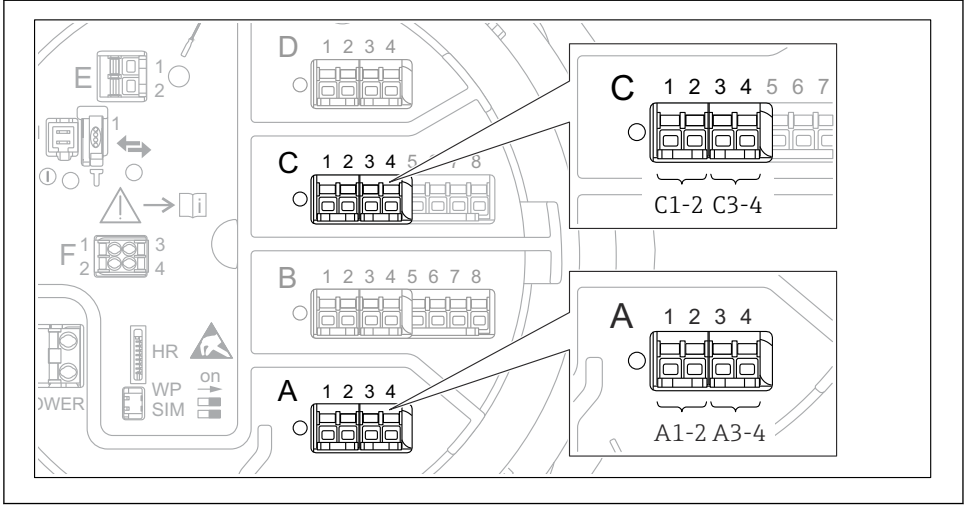 D 1 2 3 4
E 1
2
1
C 1 2 3 4 5 6 7 8
C 1 2 3 4 5 6 7
C1-2 C3-4
i
F 1 3
2 4
B 1 2 3 4 5 6 7 8
A 1 2 3 4
A1-2 A3-4
HR
on
WP
SIM
OWER
A 1 2 3 4